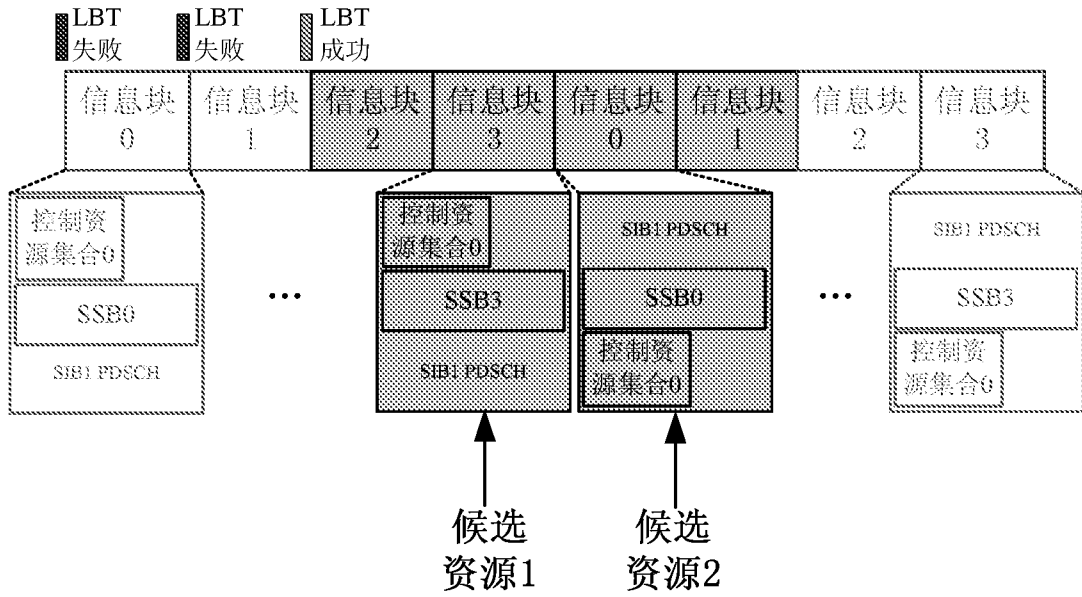 LBT
失败
LBT
失败
LBT
成功
信息块
0
信息块
1
信息块
2
信息块
3
信息块
0
信息块
1
信息块
2
信息块
3
控制资
源集合0
SSB0
SIB1 PDSCH
...
控制资
源集合0
SSB3
SIB1 PDSCH
SIB1 PDSCH
SSB0
控制资
源集合0
...
SIB1 PDSCH
SSB3
控制资
源集合0
候选
资源1
候选
资源2